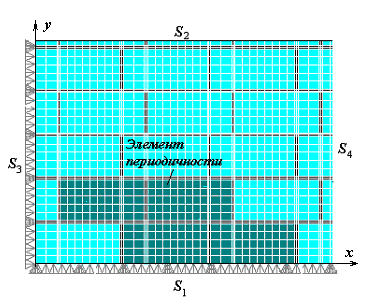 y
S2
Элемент
периодичности
S3
S4
x
S1